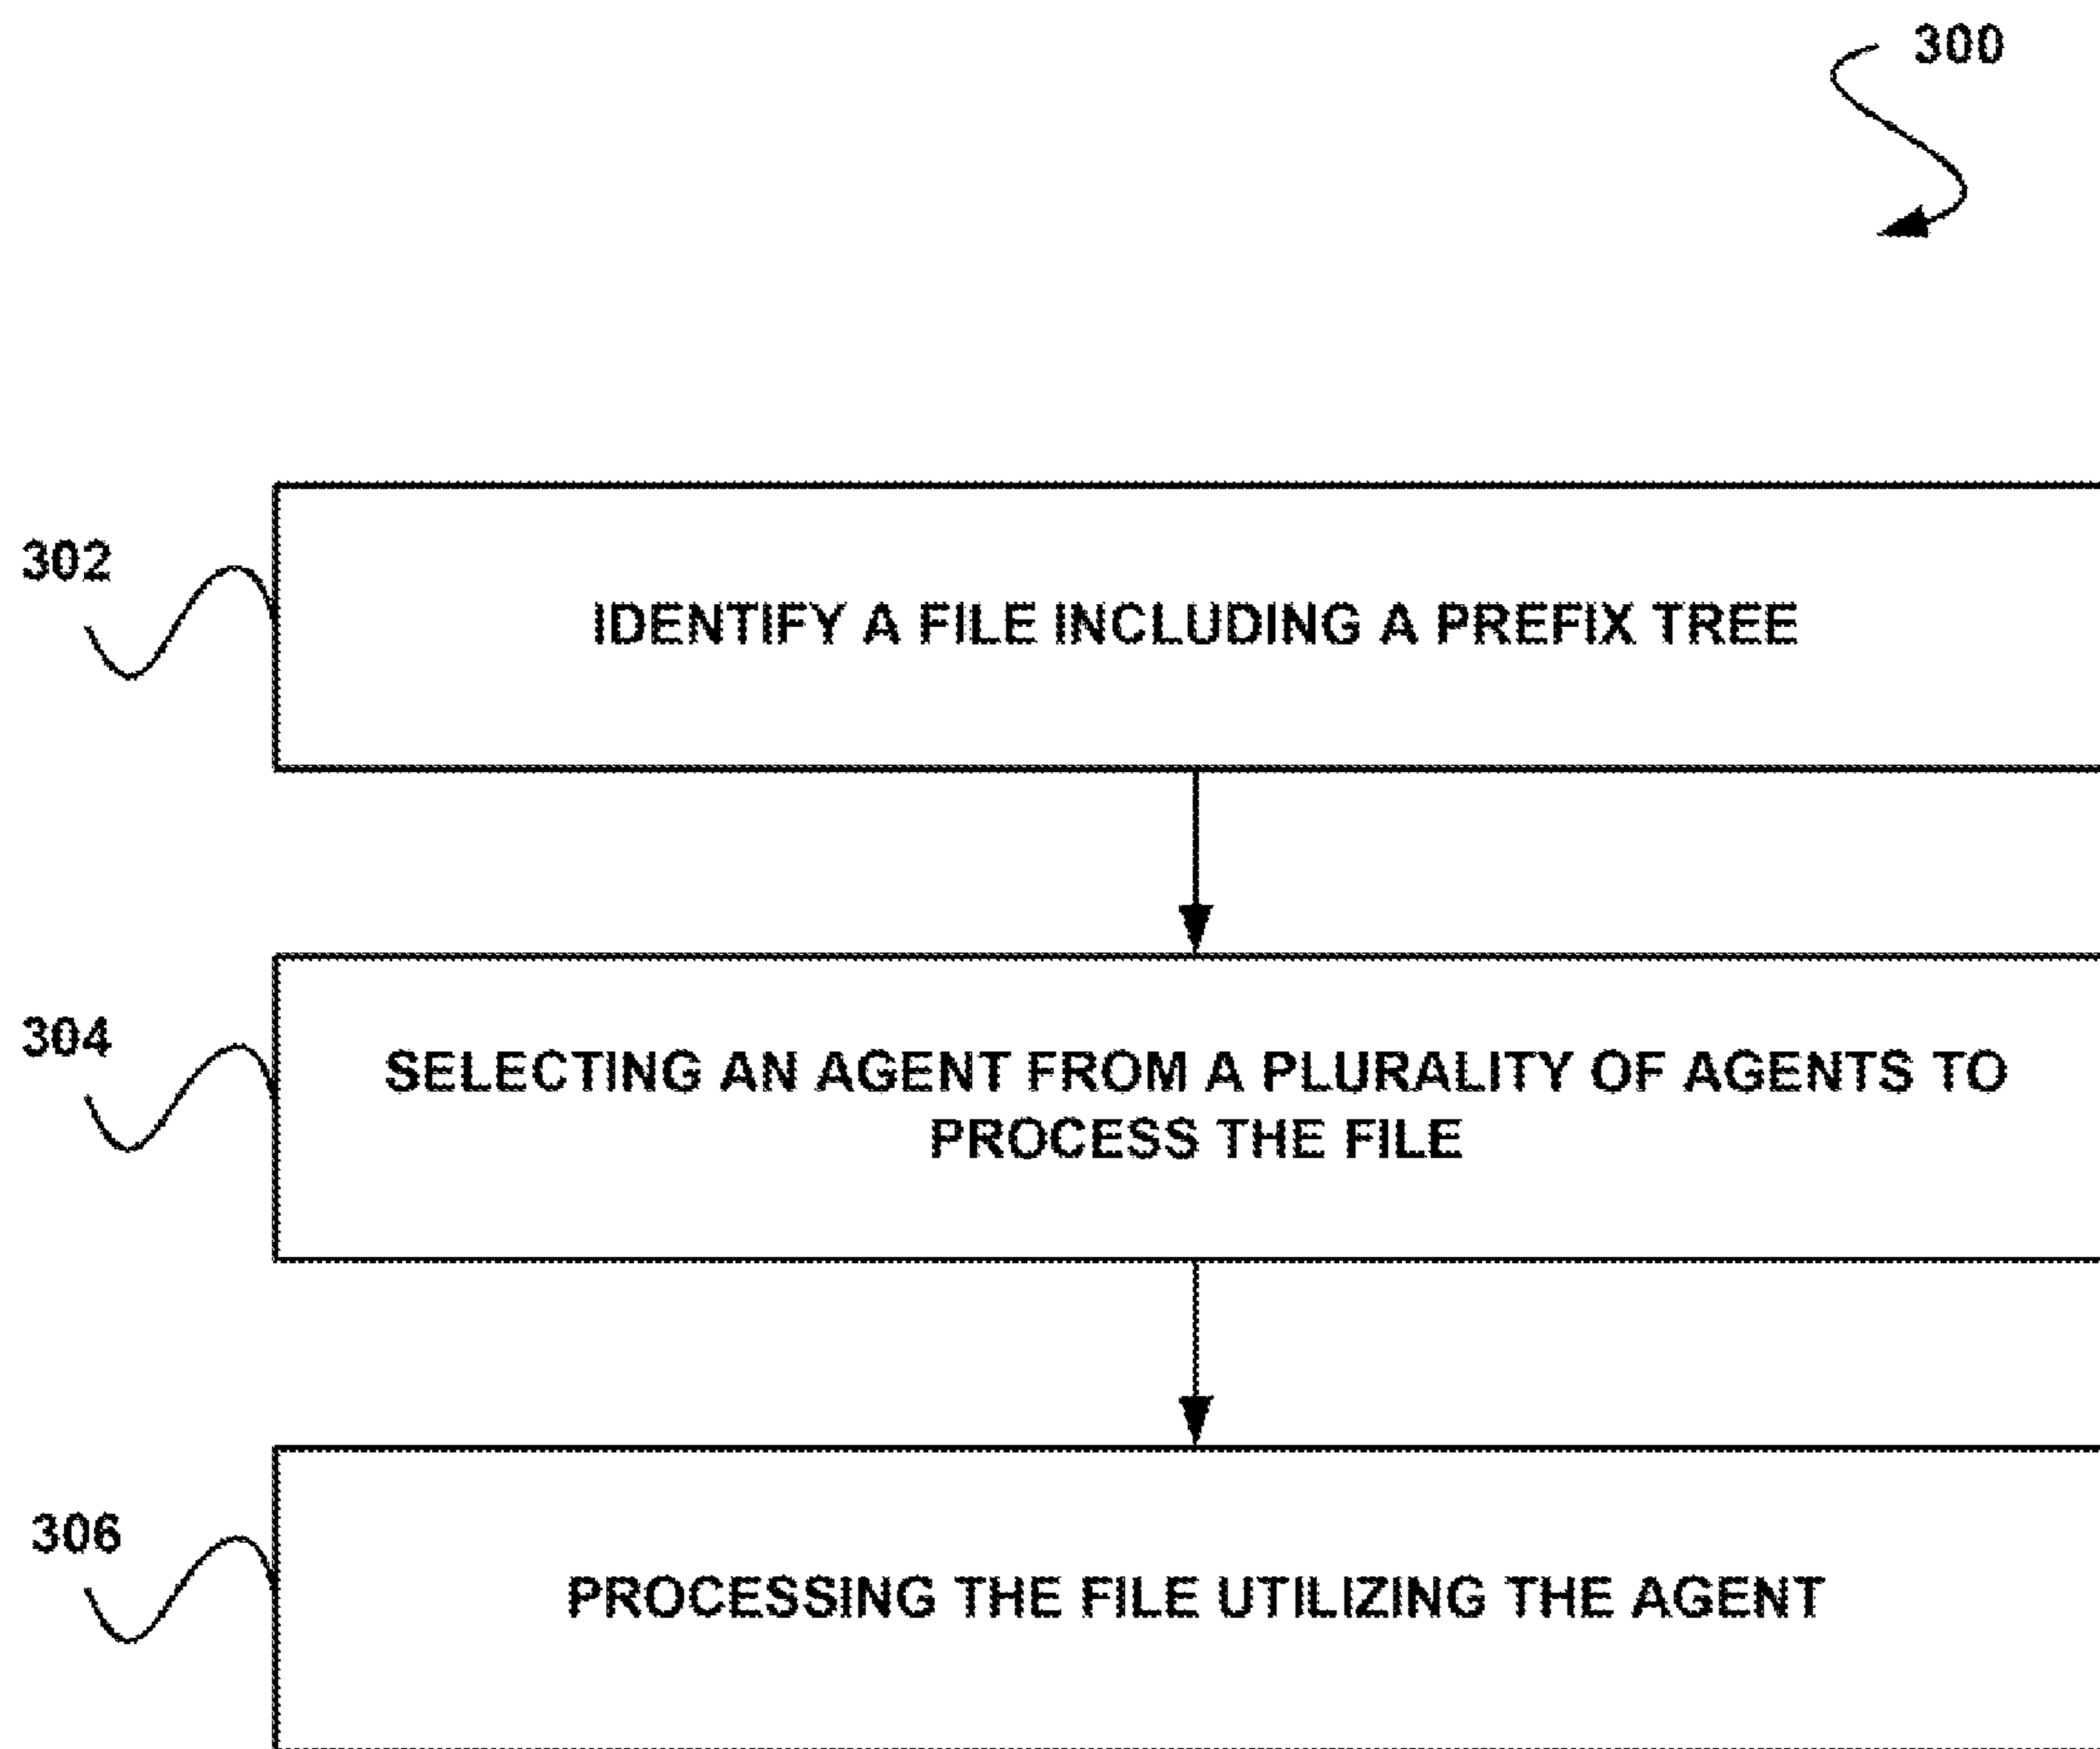 300
302
IDENTIFY A FILE INCLUDING A PREFIX TREE
304
SELECTING AN AGENT FROM A PLURALITY OF AGENTS TO
PROCESS THE FILE
306
PROCESSING THE FILE UTILIZING THE AGENT